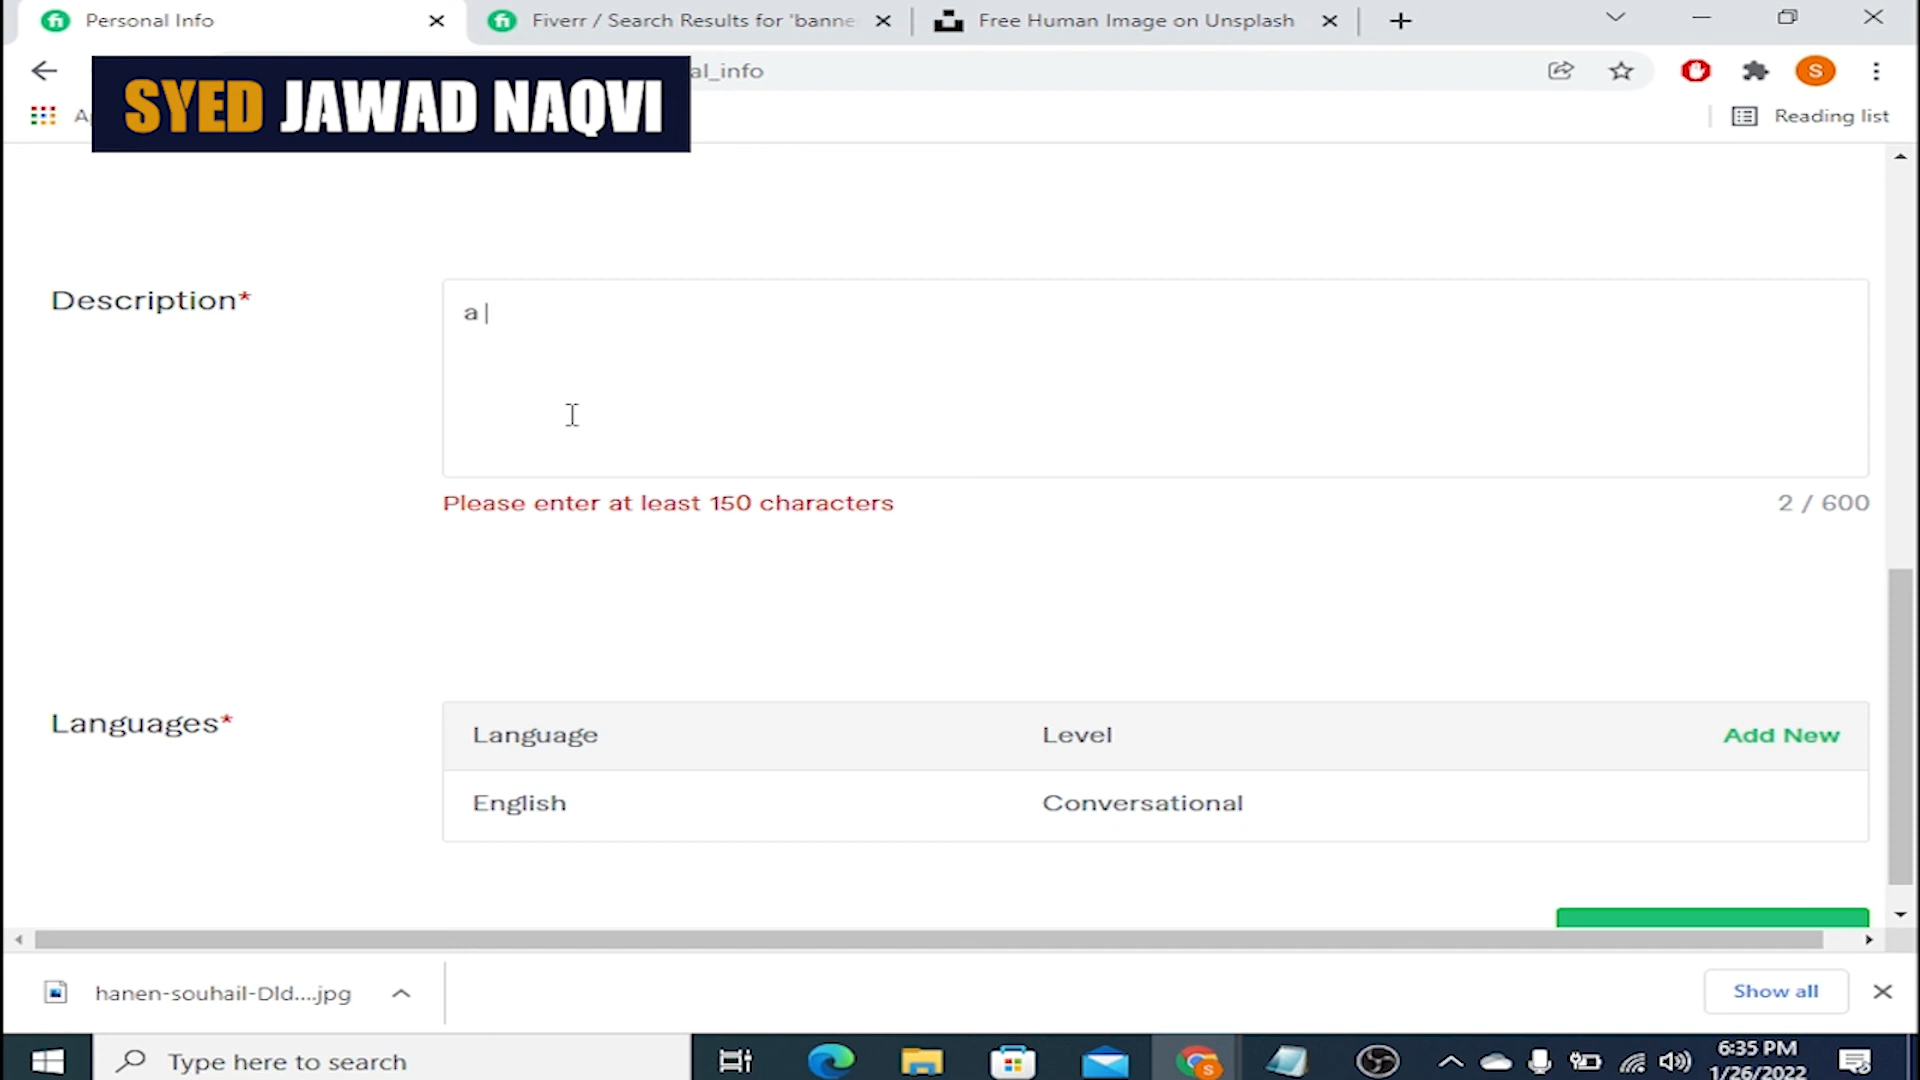 Personal Info
Fiverr / Search Results for 'banne
Free Human Image on Unsplash
SYED JAWAD NAQVI
al_info
S
Reading list
Description*
a
Please enter at least 150 characters
2 / 600
Languages*
Language Level Add New
English Conversational
hanen-souhail-Dld....jpg
Show all
Type here to search
6:35 PM
1/26/2022